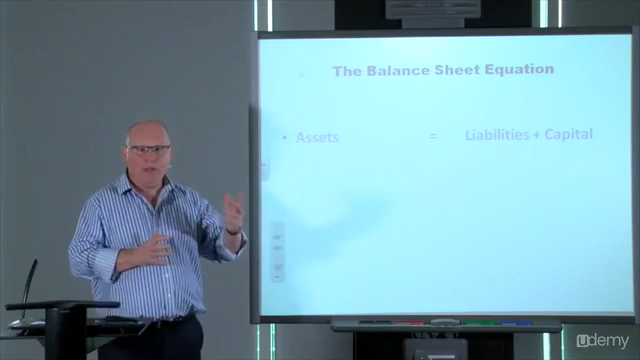 The Balance Sheet Equation
• Assets = Liabilities + Capital
udemy